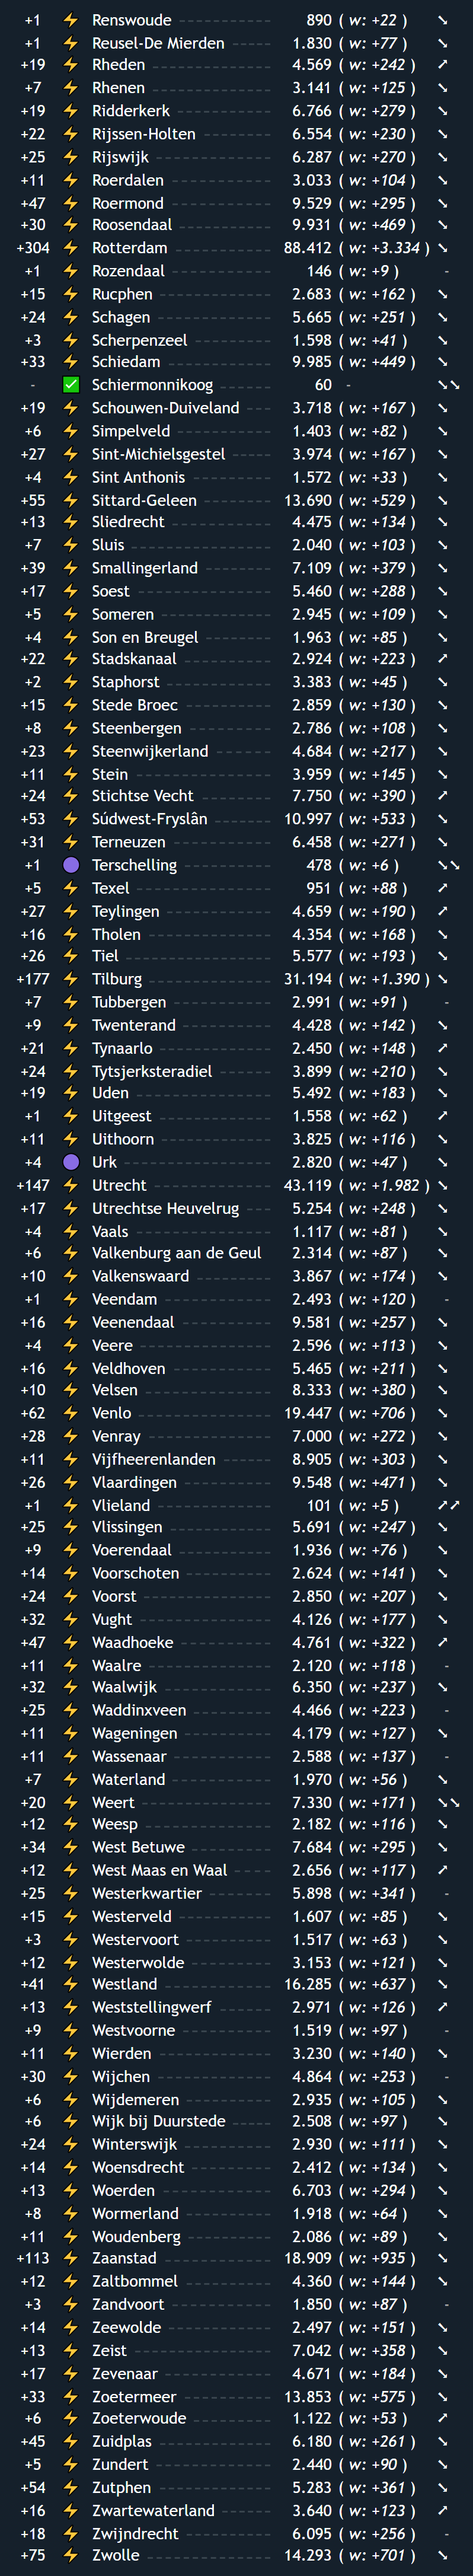 +1 ⚡ Renswoude 890 ( w: +22 ) ↘
+1 ⚡ Reusel-De Mierden 1.830 ( w: +77 ) ↘
+19 ⚡ Rheden 4.569 ( w: +242 ) ↗
+7 ⚡ Rhenen 3.141 ( w: +125 ) ↘
+19 ⚡ Ridderkerk 6.766 ( w: +279 ) ↘
+22 ⚡ Rijssen-Holten 6.554 ( w: +230 ) ↘
+25 ⚡ Rijswijk 6.287 ( w: +270 ) ↘
+11 ⚡ Roerdalen 3.033 ( w: +104 ) ↘
+47 ⚡ Roermond 9.529 ( w: +295 ) ↘
+30 ⚡ Roosendaal 9.931 ( w: +469 ) ↘
+304 ⚡ Rotterdam 88.412 ( w: +3.334 ) ↘
+1 ⚡ Rozendaal 146 ( w: +9 ) -
+15 ⚡ Rucphen 2.683 ( w: +162 ) ↘
+24 ⚡ Schagen 5.665 ( w: +251 ) ↘
+3 ⚡ Scherpenzeel 1.598 ( w: +41 ) ↘
+33 ⚡ Schiedam 9.985 ( w: +449 ) ↘
- ✅ Schiermonnikoog 60 - ↘↘
+19 ⚡ Schouwen-Duiveland 3.718 ( w: +167 ) ↘
+6 ⚡ Simpelveld 1.403 ( w: +82 ) ↘
+27 ⚡ Sint-Michielsgestel 3.974 ( w: +167 ) ↘
+4 ⚡ Sint Anthonis 1.572 ( w: +33 ) ↘
+55 ⚡ Sittard-Geleen 13.690 ( w: +529 ) ↘
+13 ⚡ Sliedrecht 4.475 ( w: +134 ) ↘
+7 ⚡ Sluis 2.040 ( w: +103 ) ↘
+39 ⚡ Smallingerland 7.109 ( w: +379 ) ↘
+17 ⚡ Soest 5.460 ( w: +288 ) ↘
+5 ⚡ Someren 2.945 ( w: +109 ) ↘
+4 ⚡ Son en Breugel 1.963 ( w: +85 ) ↘
+22 ⚡ Stadskanaal 2.924 ( w: +223 ) ↗
+2 ⚡ Staphorst 3.383 ( w: +45 ) ↘
+15 ⚡ Stede Broec 2.859 ( w: +130 ) ↘
+8 ⚡ Steenbergen 2.786 ( w: +108 ) ↘
+23 ⚡ Steenwijkerland 4.684 ( w: +217 ) ↘
+11 ⚡ Stein 3.959 ( w: +145 ) ↘
+24 ⚡ Stichtse Vecht 7.750 ( w: +390 ) ↗
+53 ⚡ Súdwest-Fryslân 10.997 ( w: +533 ) ↘
+31 ⚡ Terneuzen 6.458 ( w: +271 ) ↘
+1 🟣 Terschelling 478 ( w: +6 ) ↘↘
+5 ⚡ Texel 951 ( w: +88 ) ↗
+27 ⚡ Teylingen 4.659 ( w: +190 ) ↗
+16 ⚡ Tholen 4.354 ( w: +168 ) ↘
+26 ⚡ Tiel 5.577 ( w: +193 ) ↘
+177 ⚡ Tilburg 31.194 ( w: +1.390 ) ↘
+7 ⚡ Tubbergen 2.991 ( w: +91 ) -
+9 ⚡ Twenterand 4.428 ( w: +142 ) ↘
+21 ⚡ Tynaarlo 2.450 ( w: +148 ) ↗
+24 ⚡ Tytsjerksteradiel 3.899 ( w: +210 ) ↘
+19 ⚡ Uden 5.492 ( w: +183 ) ↘
+1 ⚡ Uitgeest 1.558 ( w: +62 ) ↗
+11 ⚡ Uithoorn 3.825 ( w: +116 ) ↘
+4 🟣 Urk 2.820 ( w: +47 ) ↘
+147 ⚡ Utrecht 43.119 ( w: +1.982 ) ↘
+17 ⚡ Utrechtse Heuvelrug 5.254 ( w: +248 ) ↘
+4 ⚡ Vaals 1.117 ( w: +81 ) ↘
+6 ⚡ Valkenburg aan de Geul 2.314 ( w: +87 ) ↘
+10 ⚡ Valkenswaard 3.867 ( w: +174 ) ↘
+1 ⚡ Veendam 2.493 ( w: +120 ) -
+16 ⚡ Veenendaal 9.581 ( w: +257 ) ↘
+4 ⚡ Veere 2.596 ( w: +113 ) ↘
+16 ⚡ Veldhoven 5.465 ( w: +211 ) ↘
+10 ⚡ Velsen 8.333 ( w: +380 ) ↘
+62 ⚡ Venlo 19.447 ( w: +706 ) ↘
+28 ⚡ Venray 7.000 ( w: +272 ) ↘
+11 ⚡ Vijfheerenlanden 8.905 ( w: +303 ) ↘
+26 ⚡ Vlaardingen 9.548 ( w: +471 ) ↘
+1 ⚡ Vlieland 101 ( w: +5 ) ↗↗
+25 ⚡ Vlissingen 5.691 ( w: +247 ) ↘
+9 ⚡ Voerendaal 1.936 ( w: +76 ) ↘
+14 ⚡ Voorschoten 2.624 ( w: +141 ) ↘
+24 ⚡ Voorst 2.850 ( w: +207 ) ↘
+32 ⚡ Vught 4.126 ( w: +177 ) ↘
+47 ⚡ Waadhoeke 4.761 ( w: +322 ) ↗
+11 ⚡ Waalre 2.120 ( w: +118 ) -
+32 ⚡ Waalwijk 6.350 ( w: +237 ) ↘
+25 ⚡ Waddinxveen 4.466 ( w: +223 ) -
+11 ⚡ Wageningen 4.179 ( w: +127 ) ↘
+11 ⚡ Wassenaar 2.588 ( w: +137 ) -
+7 ⚡ Waterland 1.970 ( w: +56 ) ↘
+20 ⚡ Weert 7.330 ( w: +171 ) ↘↘
+12 ⚡ Weesp 2.182 ( w: +116 ) ↘
+34 ⚡ West Betuwe 7.684 ( w: +295 ) ↘
+12 ⚡ West Maas en Waal 2.656 ( w: +117 ) ↗
+25 ⚡ Westerkwartier 5.898 ( w: +341 ) -
+15 ⚡ Westerveld 1.607 ( w: +85 ) ↘
+3 ⚡ Westervoort 1.517 ( w: +63 ) ↘
+12 ⚡ Westerwolde 3.153 ( w: +121 ) ↘
+41 ⚡ Westland 16.285 ( w: +637 ) ↘
+13 ⚡ Weststellingwerf 2.971 ( w: +126 ) ↗
+9 ⚡ Westvoorne 1.519 ( w: +97 ) -
+11 ⚡ Wierden 3.230 ( w: +140 ) ↘
+30 ⚡ Wijchen 4.864 ( w: +253 ) -
+6 ⚡ Wijdemeren 2.935 ( w: +105 ) ↘
+6 ⚡ Wijk bij Duurstede 2.508 ( w: +97 ) ↘
+24 ⚡ Winterswijk 2.930 ( w: +111 ) ↘
+14 ⚡ Woensdrecht 2.412 ( w: +134 ) ↘
+13 ⚡ Woerden 6.703 ( w: +294 ) ↘
+8 ⚡ Wormerland 1.918 ( w: +64 ) ↘
+11 ⚡ Woudenberg 2.086 ( w: +89 ) ↘
+113 ⚡ Zaanstad 18.909 ( w: +935 ) ↘
+12 ⚡ Zaltbommel 4.360 ( w: +144 ) ↘
+3 ⚡ Zandvoort 1.850 ( w: +87 ) -
+14 ⚡ Zeewolde 2.497 ( w: +151 ) ↘
+13 ⚡ Zeist 7.042 ( w: +358 ) ↘
+17 ⚡ Zevenaar 4.671 ( w: +184 ) ↘
+33 ⚡ Zoetermeer 13.853 ( w: +575 ) ↘
+6 ⚡ Zoeterwoude 1.122 ( w: +53 ) ↗
+45 ⚡ Zuidplas 6.180 ( w: +261 ) ↘
+5 ⚡ Zundert 2.440 ( w: +90 ) ↘
+54 ⚡ Zutphen 5.283 ( w: +361 ) ↘
+16 ⚡ Zwartewaterland 3.640 ( w: +123 ) ↗
+18 ⚡ Zwijndrecht 6.095 ( w: +256 ) -
+75 ⚡ Zwolle 14.293 ( w: +701 ) ↘